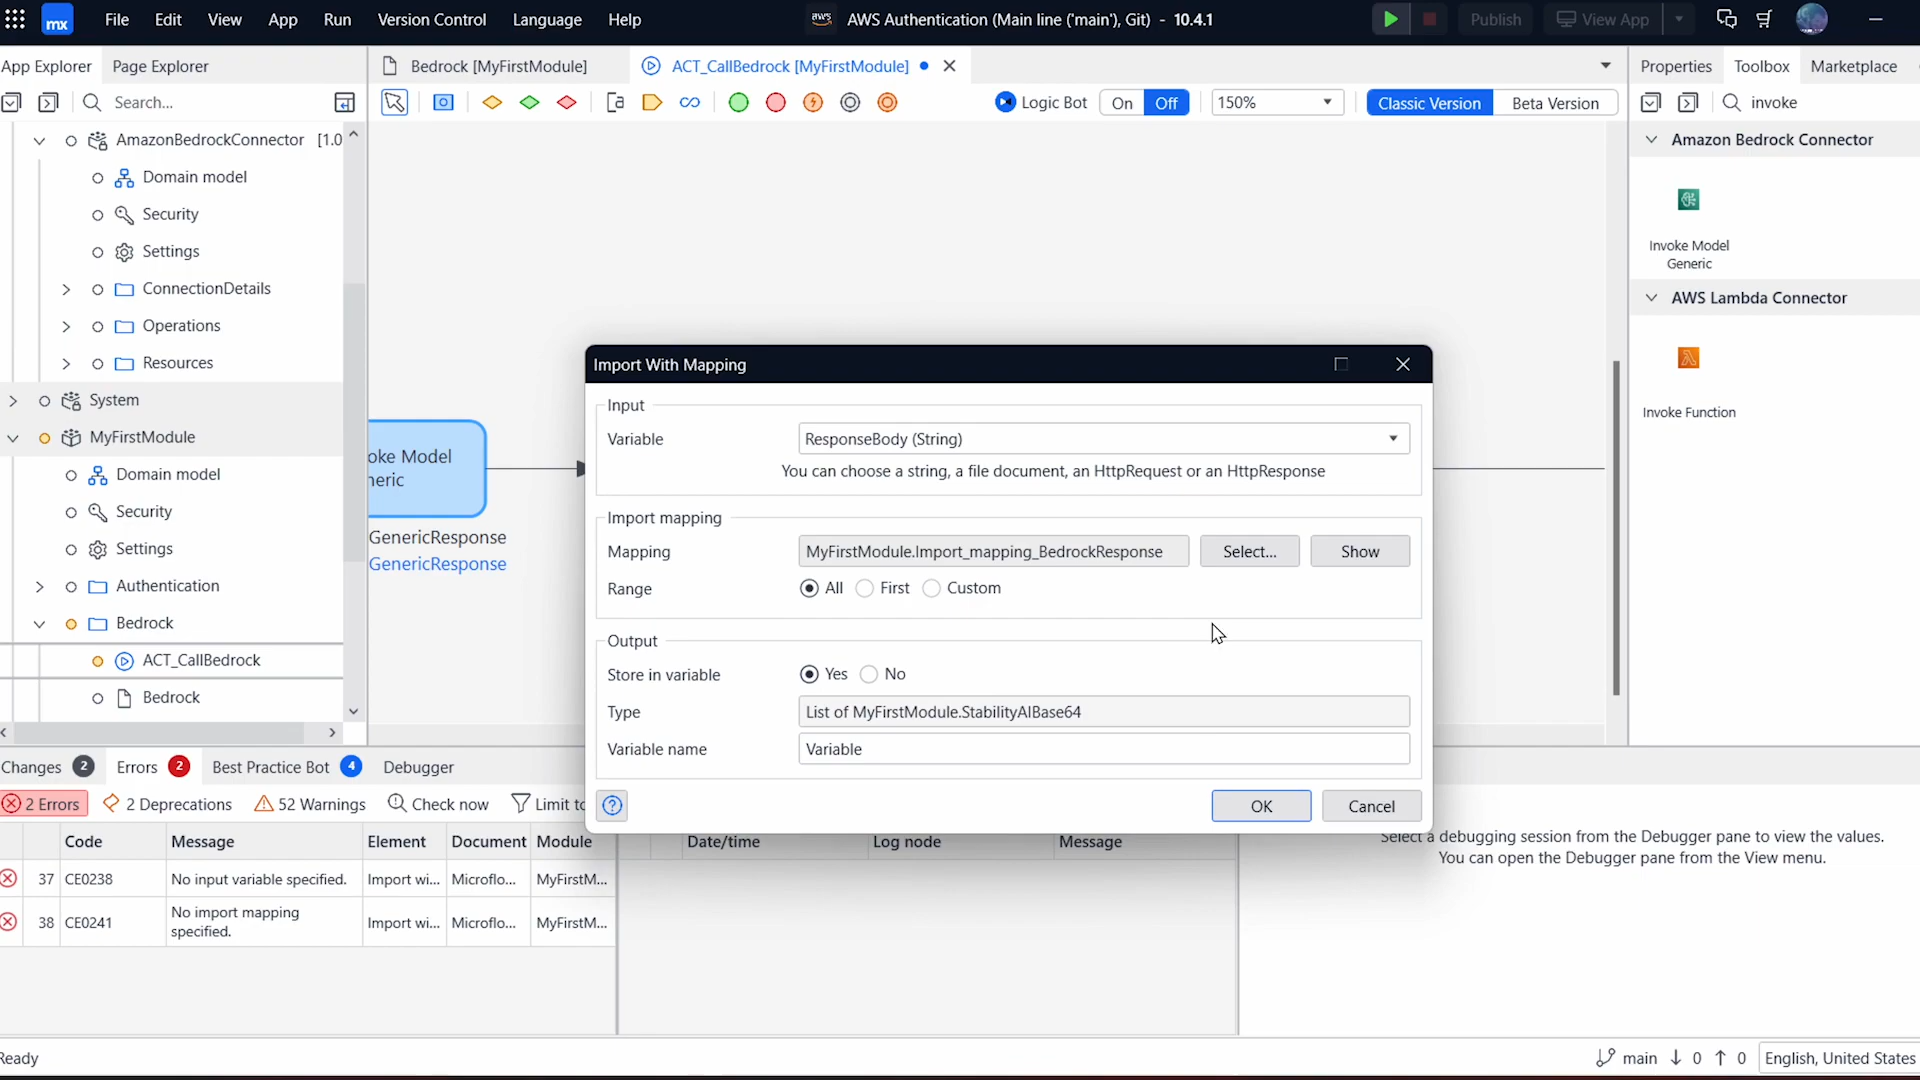 mx File Edit View App Run Version Control Language Help aws AWS Authentication (Main line ('main'), Git) - 10.4.1 Publish View App
App Explorer Page Explorer Bedrock [MyFirstModule] ACT_CallBedrock [MyFirstModule] Properties Toolbox Marketplace
Search... Logic Bot On Off 150% Classic Version Beta Version invoke
AmazonBedrockConnector [1.0
Domain model
Security
Settings
ConnectionDetails
Operations
Resources
System
MyFirstModule
Domain model
Security
Settings
Authentication
Bedrock
ACT_CallBedrock
Bedrock
oke Model
neric
GenericResponse
GenericResponse
Amazon Bedrock Connector
Invoke Model
Generic
AWS Lambda Connector
Invoke Function
Import With Mapping
Input
Variable ResponseBody (String)
You can choose a string, a file document, an HttpRequest or an HttpResponse
Import mapping
Mapping MyFirstModule.Import_mapping_BedrockResponse Select... Show
Range All First Custom
Output
Store in variable Yes No
Type List of MyFirstModule.StabilityAIBase64
Variable name Variable
? OK Cancel
Changes 2 Errors 2 Best Practice Bot 4 Debugger
2 Errors 2 Deprecations 52 Warnings Check now Limit to
Code Message Element Document Module
37 CE0238 No input variable specified. Import wi... Microflo... MyFirstM...
38 CE0241 No import mapping specified. Import wi... Microflo... MyFirstM...
Date/time Log node Message
Select a debugging session from the Debugger pane to view the values.
You can open the Debugger pane from the View menu.
Ready main 0 0 English, United States